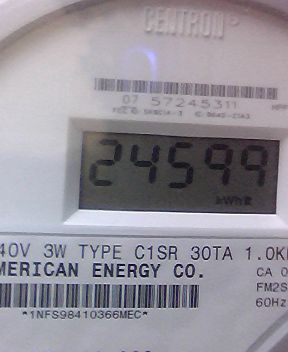 CENTRON
07 57245311
24599
kWhR
40V 3W TYPE C1SR 30TA 1.0K
MERICAN ENERGY CO.
CA 0
FM2S
60Hz
*1NFS98410366MEC*